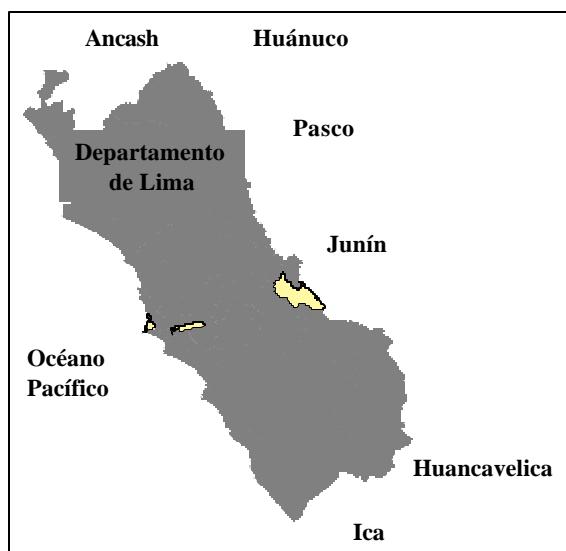 Ancash
Huánuco
Pasco
Departamento
de Lima
Junín
Océano
Pacífico
Huancavelica
Ica